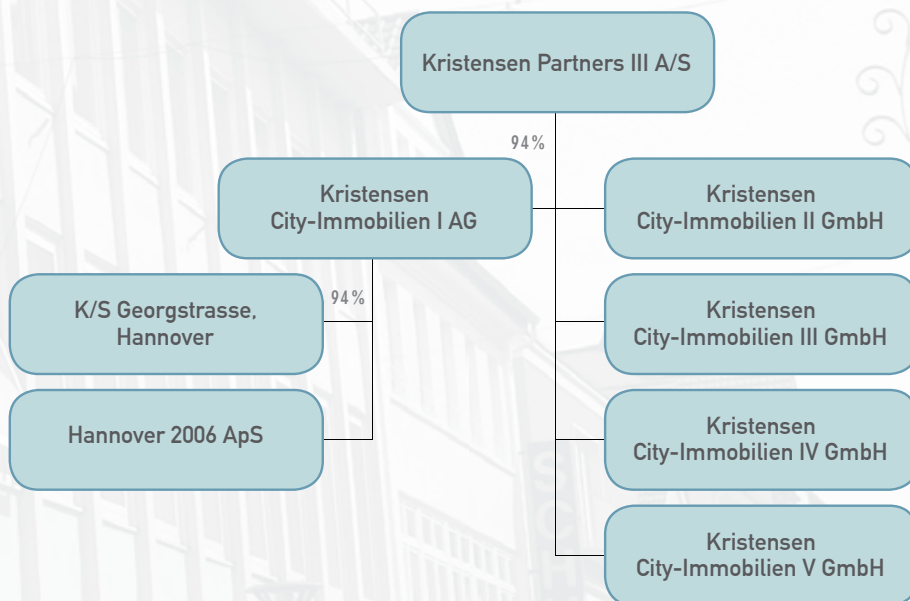 Kristensen Partners III A/S
94%
Kristensen
City-Immobilien I AG
Kristensen
City-Immobilien II GmbH
94%
K/S Georgstrasse,
Hannover
Kristensen
City-Immobilien III GmbH
Hannover 2006 ApS
Kristensen
City-Immobilien IV GmbH
Kristensen
City-Immobilien V GmbH
SCH